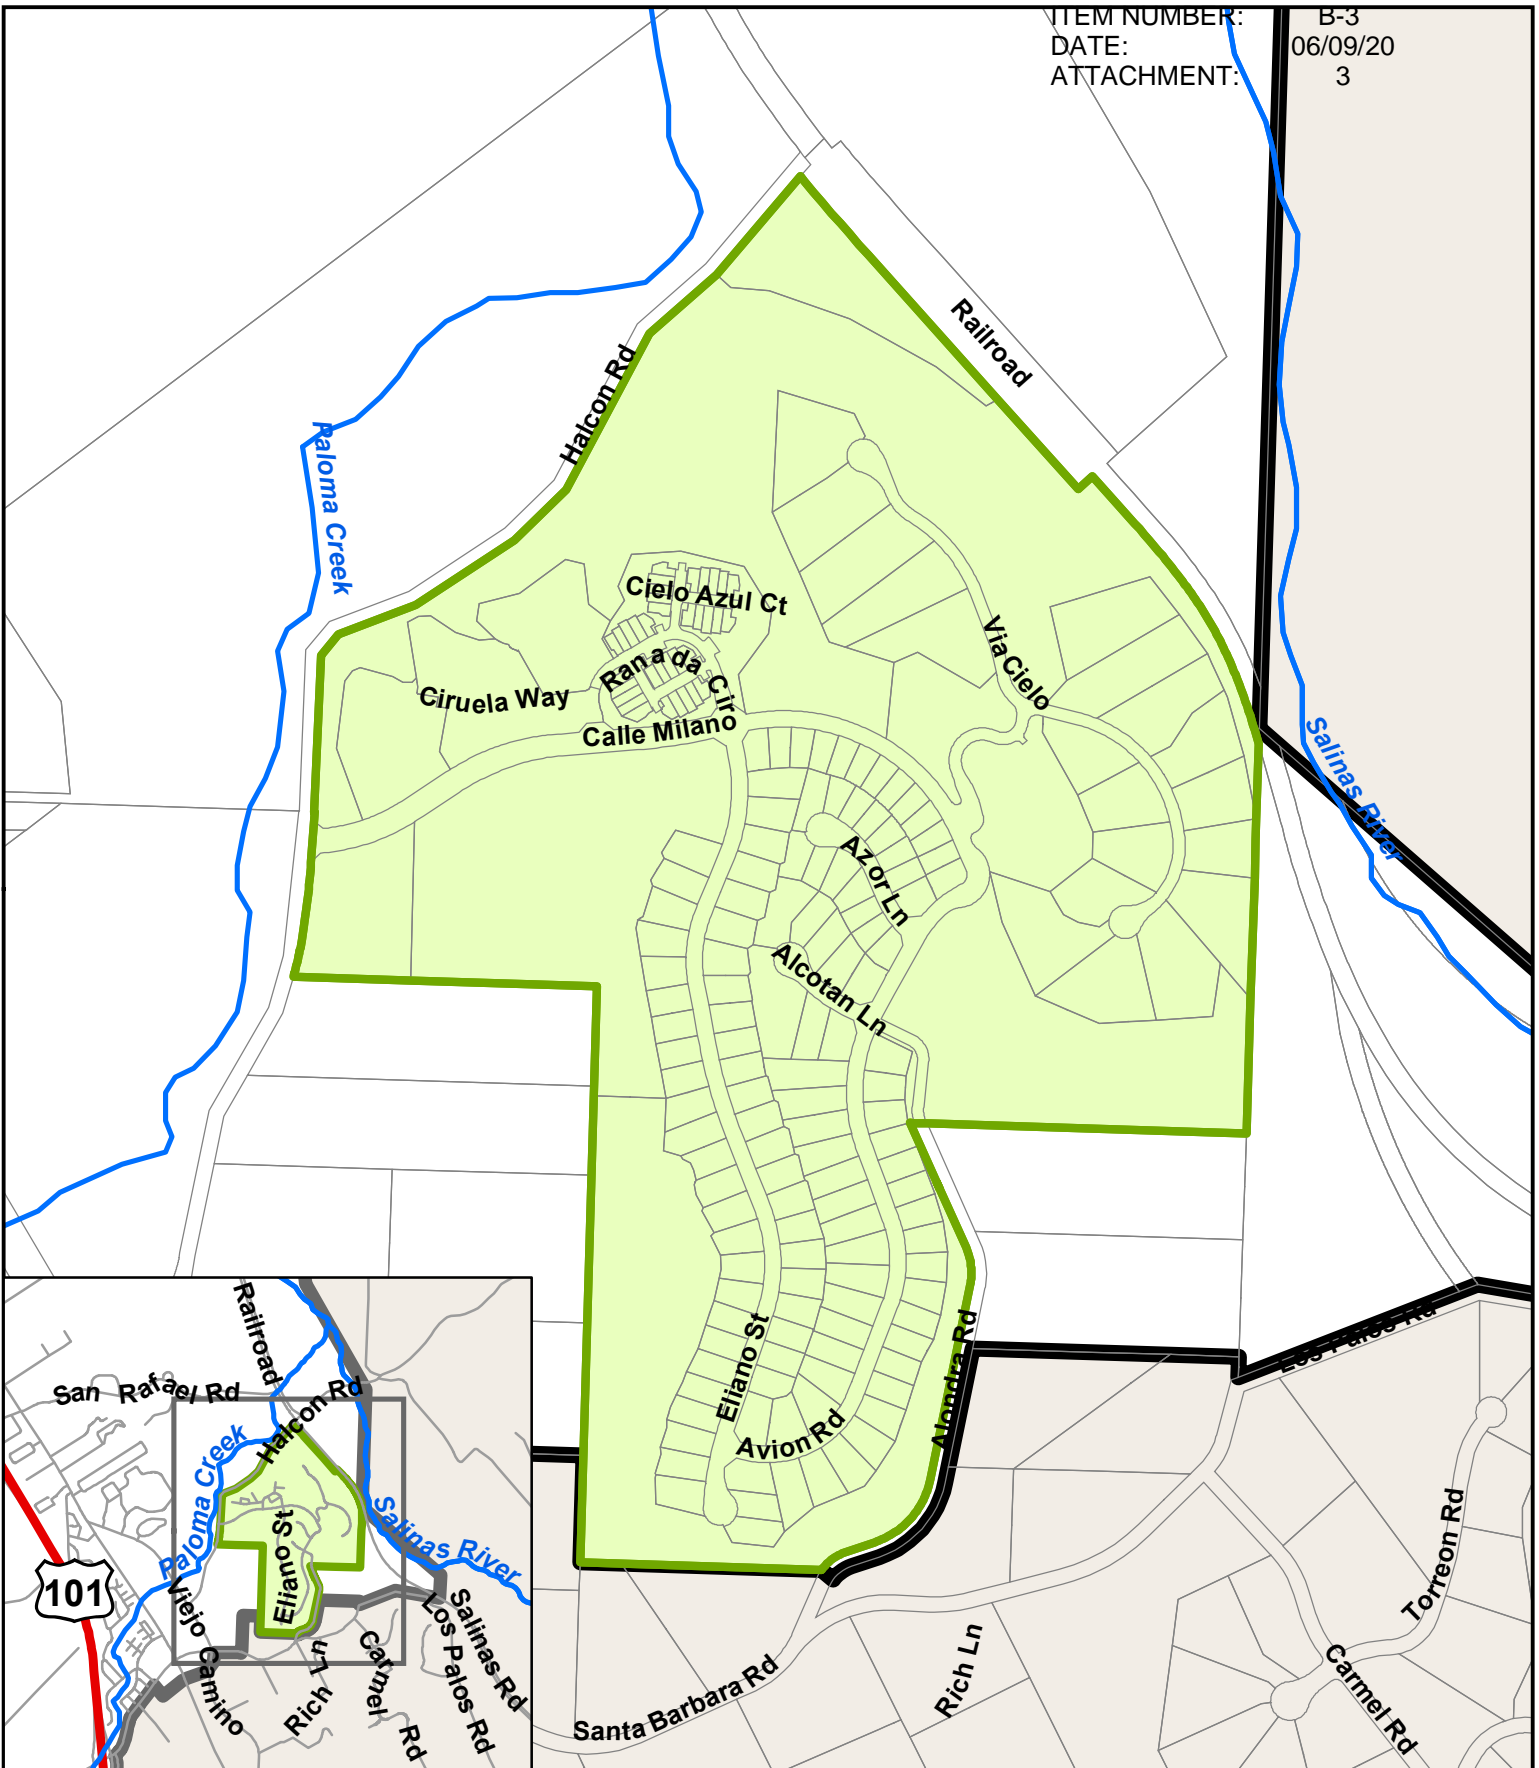 ITEM NUMBER: B-3
DATE: 06/09/20
ATTACHMENT: 3
Railroad
Halcon Rd
Paloma Creek
Cielo Azul Ct
Via Cielo
Ranada Cir
Ciruela Way
Calle Milano
Salinas River
Azor Ln
Alcotan Ln
Eliano St
Alondra Rd
Avion Rd
Los Palos Rd
Torreon Rd
Rich Ln
Carmel Rd
Santa Barbara Rd
Railroad
San Rafael Rd
Halcon Rd
Paloma Creek
Eliano St
Salinas River
101
Viejo Camino
Rich Ln
Carmel Rd
Los Palos Rd
Salinas Rd